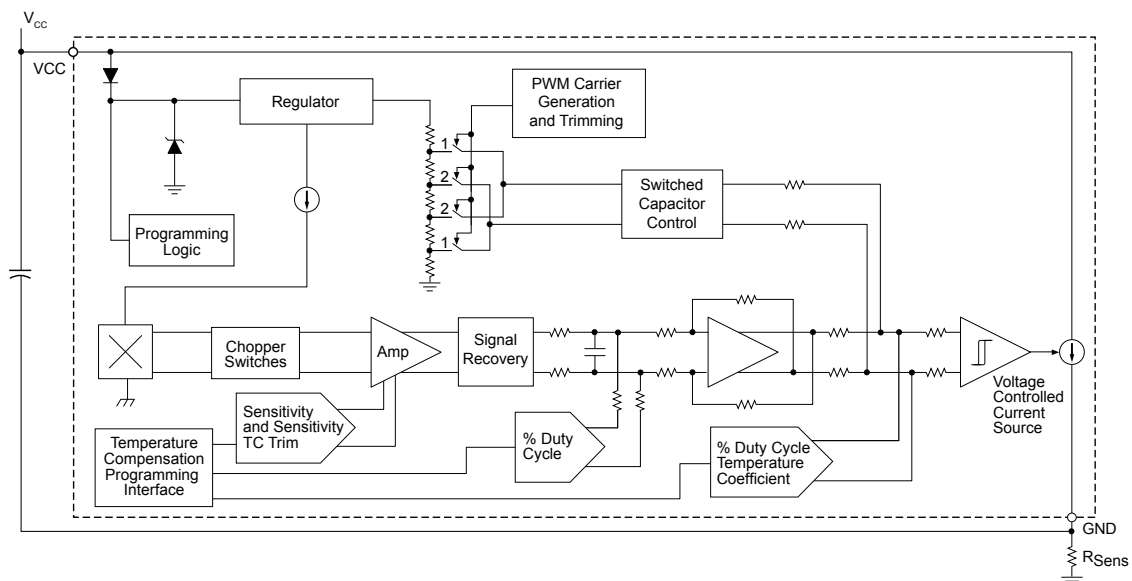 VCC
VCC
Regulator
PWM Carrier
Generation
and Trimming
1
2
2
1
Switched
Capacitor
Control
Programming
Logic
Chopper
Switches
Amp
Signal
Recovery
Voltage
Controlled
Current
Source
Sensitivity
and Sensitivity
TC Trim
Temperature
Compensation
Programming
Interface
% Duty
Cycle
% Duty Cycle
Temperature
Coefficient
GND
RSens